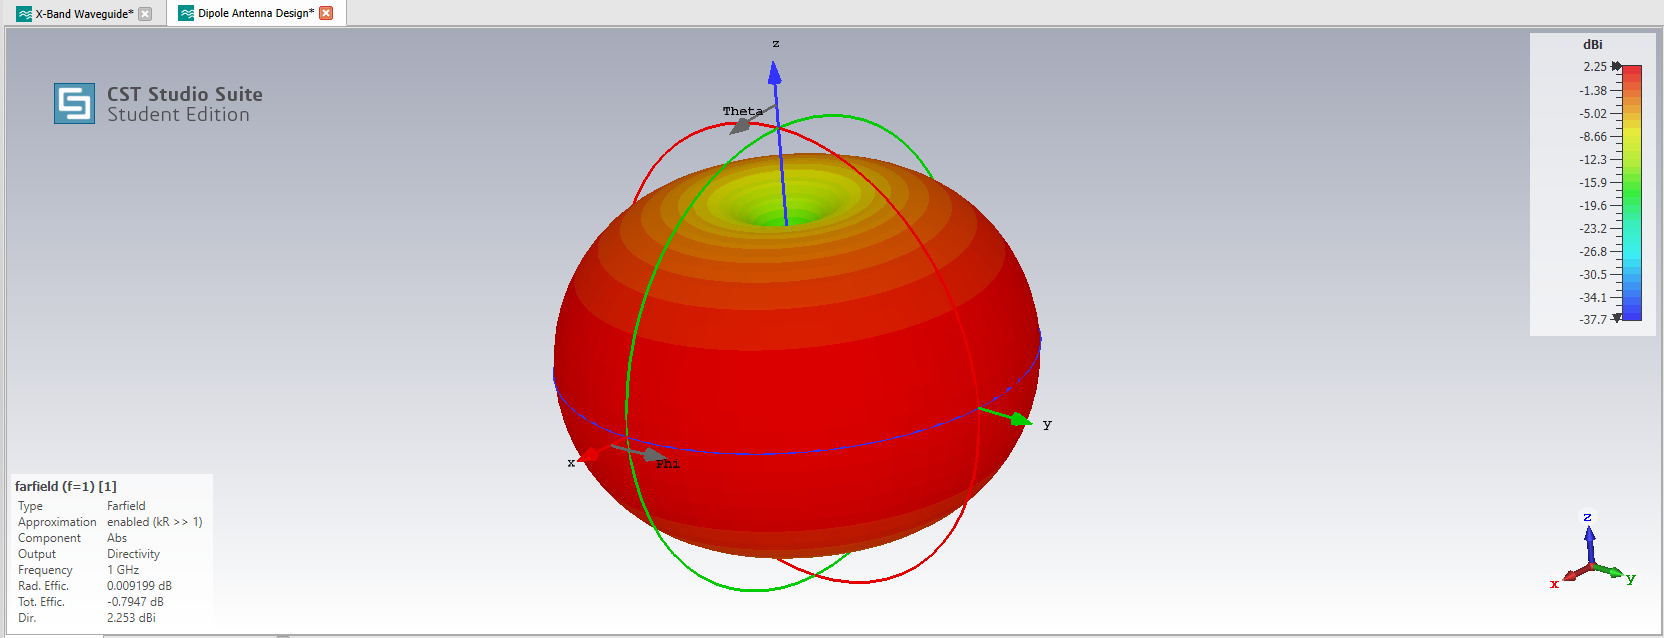 X-Band Waveguide*
Dipole Antenna Design*
CST Studio Suite
Student Edition
z
Theta
y
x
Phi
dBi
2.25
-1.38
-5.02
-8.66
-12.3
-15.9
-19.6
-23.2
-26.8
-30.5
-34.1
-37.7
farfield (f=1) [1]
Type Farfield
Approximation enabled (kR >> 1)
Component Abs
Output Directivity
Frequency 1 GHz
Rad. Effic. 0.009199 dB
Tot. Effic. -0.7947 dB
Dir. 2.253 dBi
z
x
y